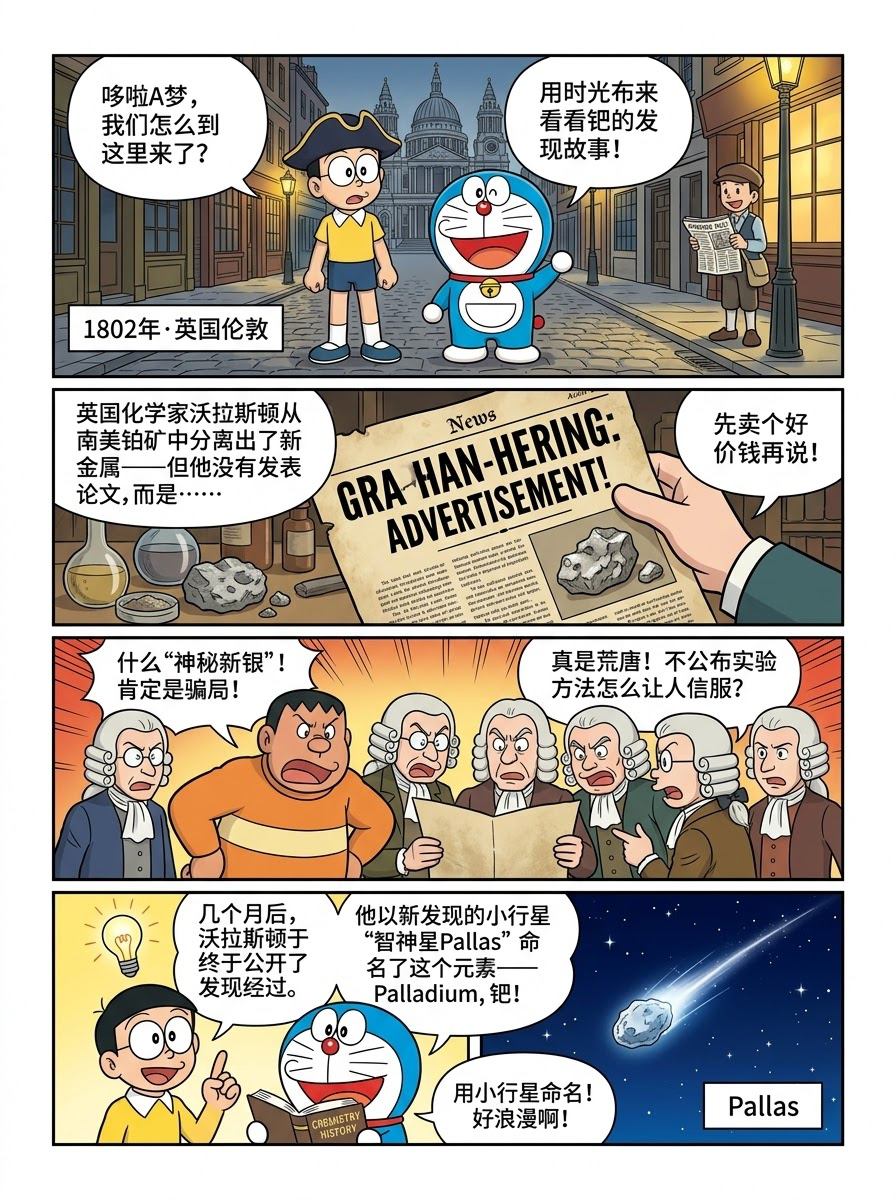 哆啦A梦，
我们怎么到
这里来了？
用时光布来
看看钯的发
现故事！
1802年·英国伦敦
英国化学家沃拉斯顿从
南美铂矿中分离出了新
金属——但他没有发表
论文，而是……
News
GRA-HAN-HERING:
ADVERTISEMENT!
先卖个好
价钱再说！
什么“神秘新银”！
肯定是骗局！
真是荒唐！不公布实验
方法怎么让人信服？
几个月后，
沃拉斯顿于
终于公开了
发现经过。
他以新发现的小行星
“智神星Pallas”命
名了这个元素——
Palladium, 钯！
CREMISTRY
HISTORY
用小行星命名！
好浪漫啊！
Pallas